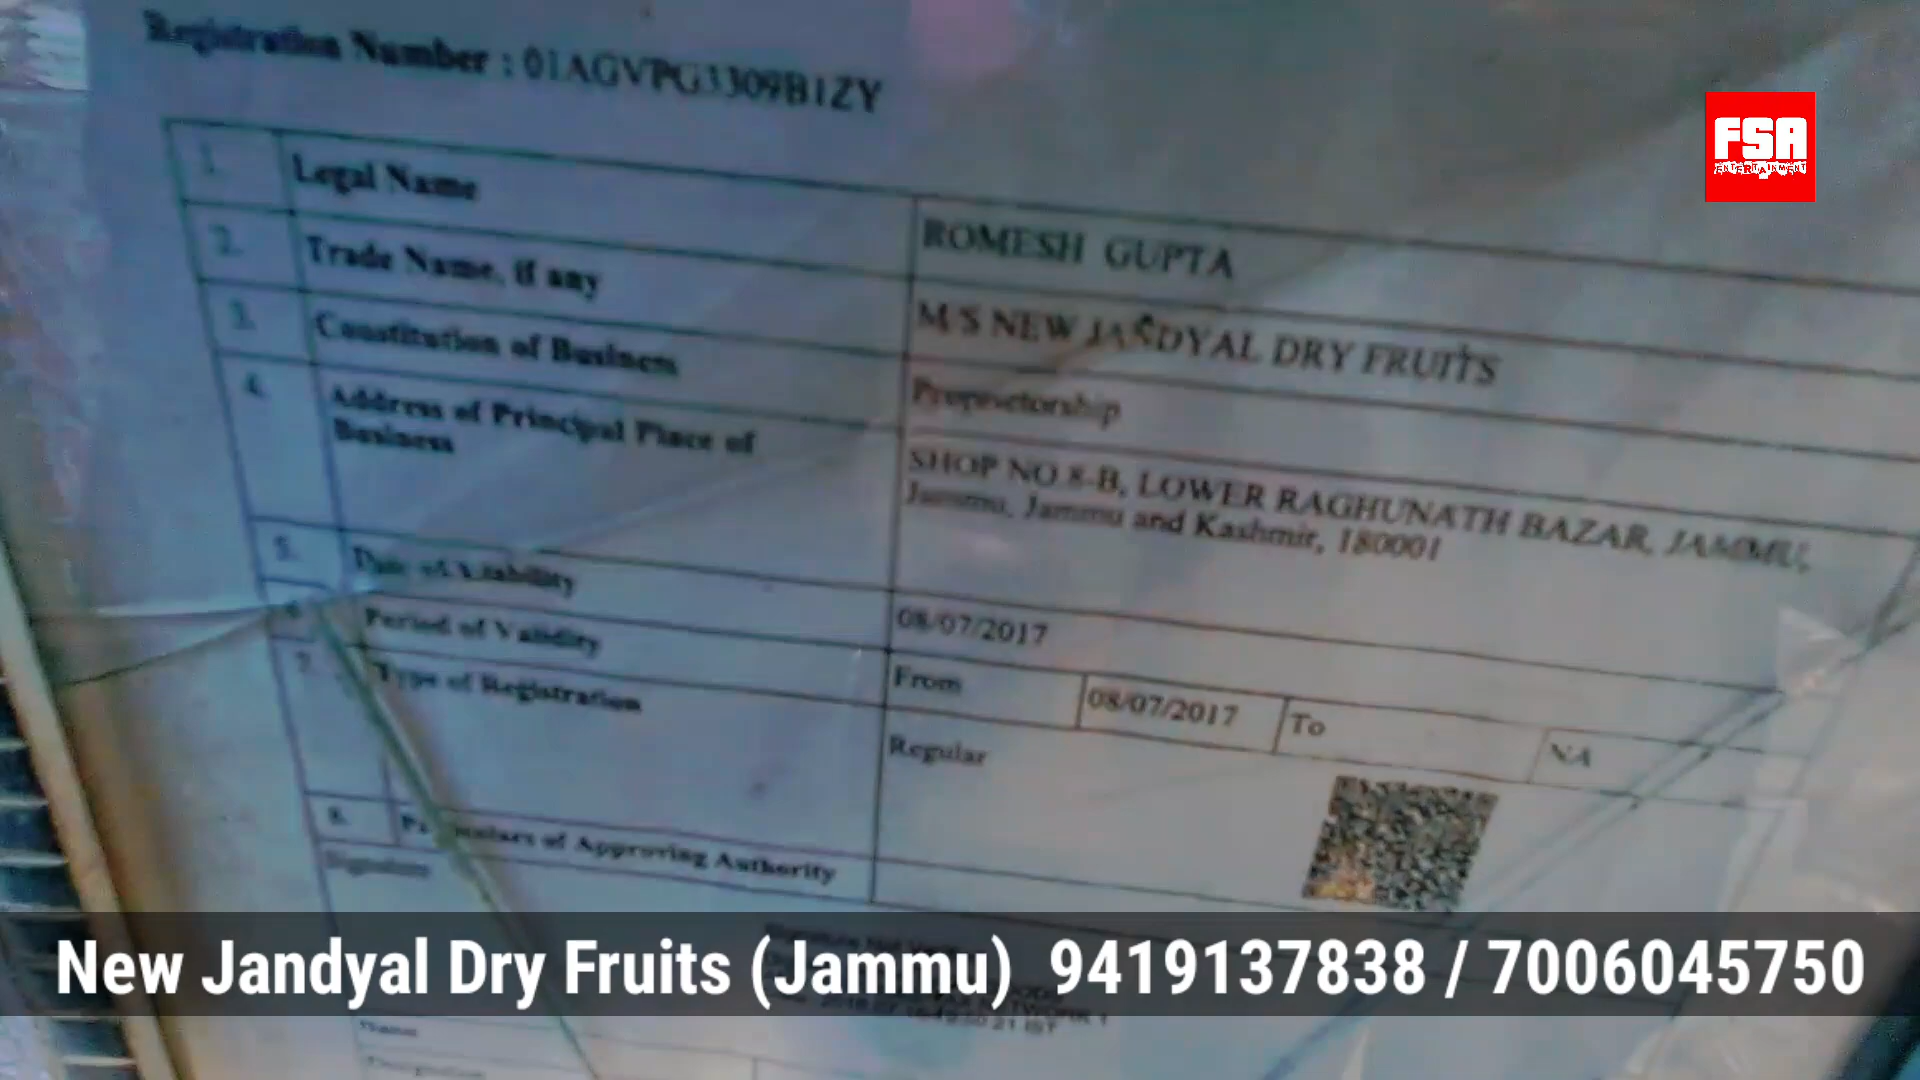 Registration Number : 01AGVPG3309B1ZY
FSA
ENTERTAINMENT
1. Legal Name
ROMESH GUPTA
2. Trade Name, if any
M/S NEW JANDYAL DRY FRUITS
3. Constitution of Business
Proprietorship
4. Address of Principal Place of
Business
SHOP NO 8-B, LOWER RAGHUNATH BAZAR, JAMMU,
Jammu, Jammu and Kashmir, 180001
5. Date of Liability
08/07/2017
6. Period of Validity
From 08/07/2017 To NA
7. Type of Registration
Regular
8. Particulars of Approving Authority
Signature
New Jandyal Dry Fruits (Jammu) 9419137838 / 7006045750
Name
Designation